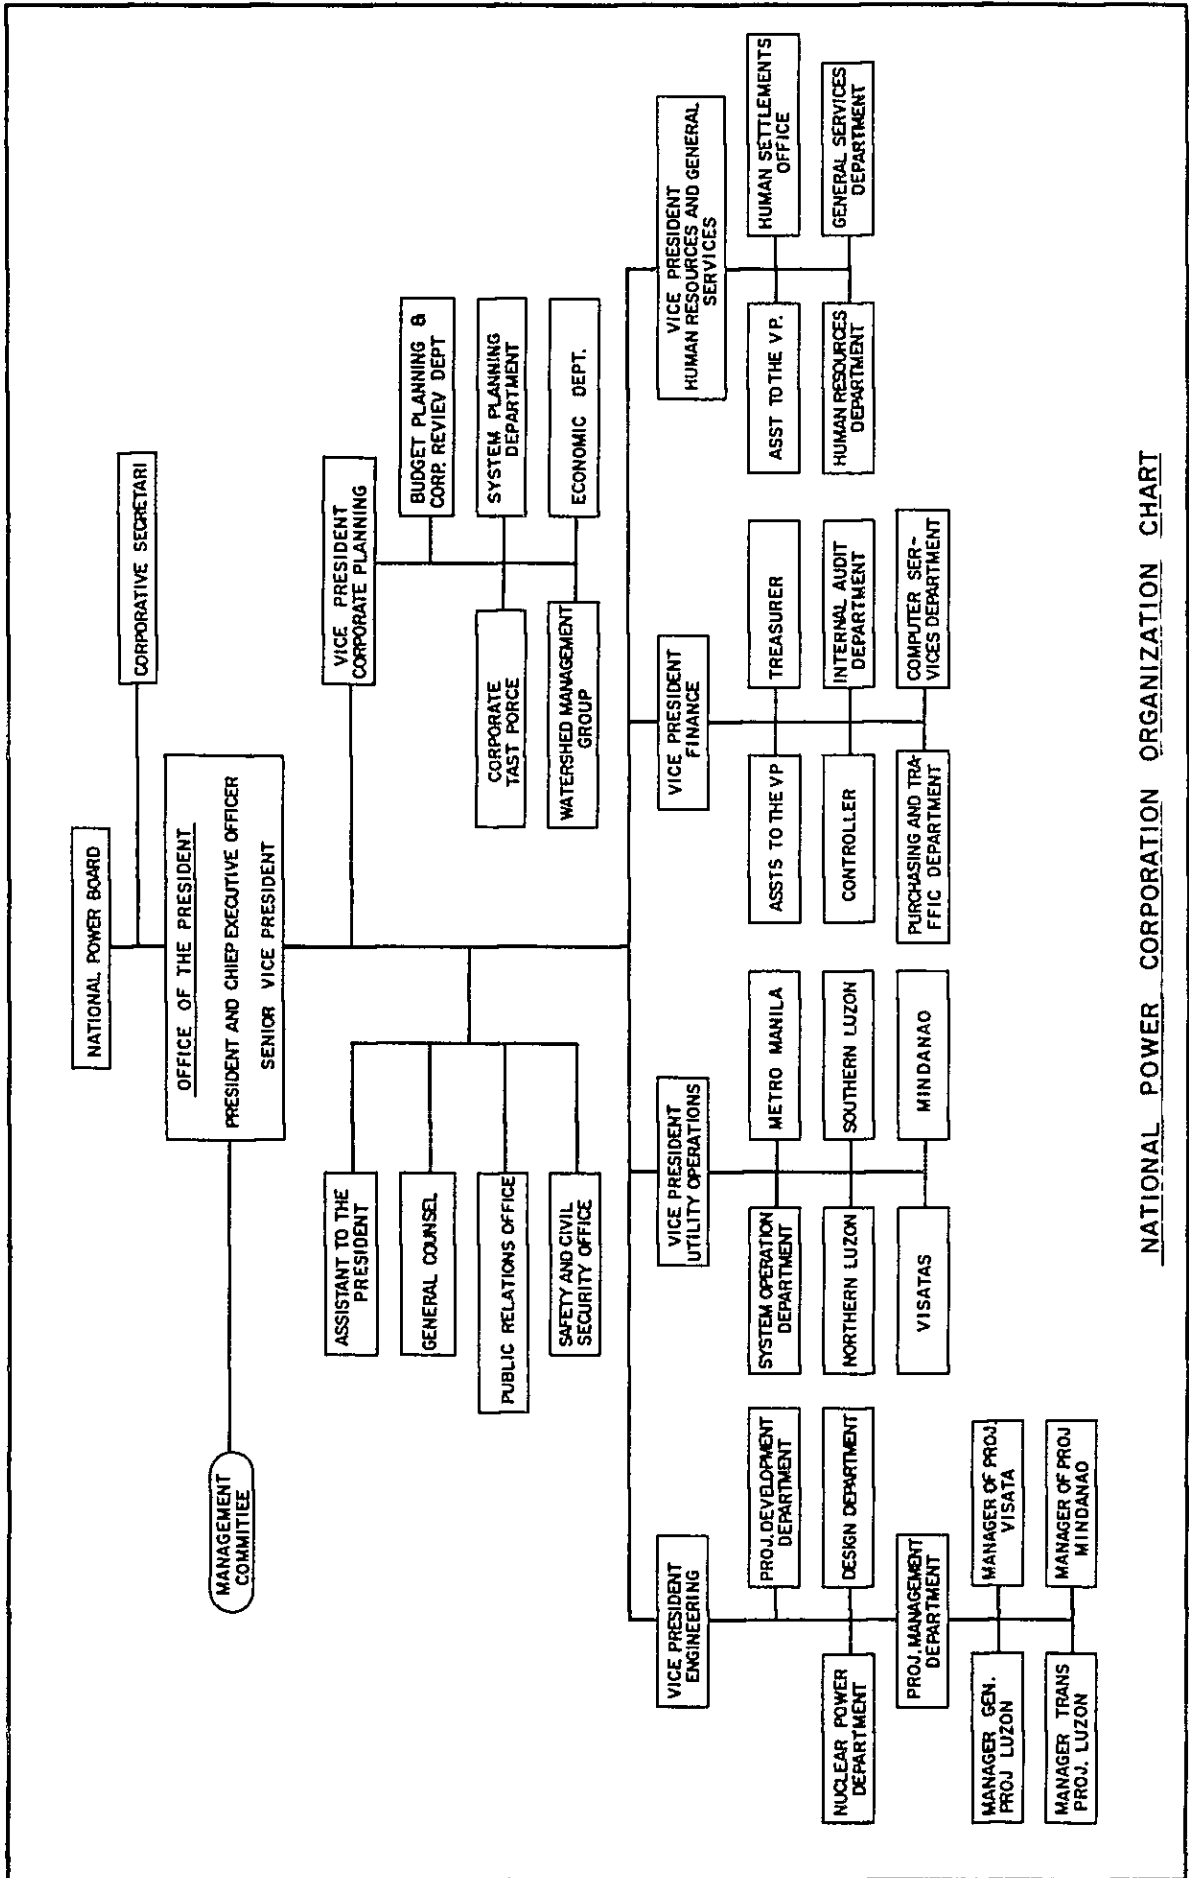 NATIONAL POWER BOARD
CORPORATIVE SECRETARI
OFFICE OF THE PRESIDENT
PRESIDENT AND CHIEP EXECUTIVE OFFICER
SENIOR VICE PRESIDENT
MANAGEMENT
COMMITIEE
VICE PRESIDENT
CORPORATE PLANNING
ASSISTANT TO THE
PRESIDENT
GENERAL COUNSEL
PUBLIC RELATIONS OFFICE
SAFETY AND CIVIL
SECURITY OFFICE
BUDGET PLANNING &
CORP. REVIEV DEPT
CORPORATE
TAST PORCE
SYSTEM PLANNING
DEPARTMENT
WATERSHED MANAGEMENT
GROUP
ECONOMIC DEPT.
VICE PRESIDENT
ENGINEERING
PROJ. DEVELOPMENT
DEPARTMENT
NUCLEAR POWER
DEPARTMENT
DESIGN DEPARTMENT
PROJ. MANAGEMENT
DEPARTMENT
MANAGER GEN.
PROJ LUZON
MANAGER OF PROJ.
VISATA
MANAGER TRANS
PROJ. LUZON
MANAGER OF PROJ
MINDANAO
VICE PRESIDENT
UTILITY OPERATIONS
SYSTEM OPERATION
DEPARTMENT
METRO MANILA
NORTHERN LUZON
SOUTHERN LUZON
VISATAS
MINDANAO
VICE PRESIDENT
FINANCE
ASSTS TO THE VP
TREASURER
CONTROLLER
INTERNAL AUDIT
DEPARTMENT
PURCHASING AND TRA-
FFIC DEPARTMENT
COMPUTER SER-
VICES DEPARTMENT
VICE PRESIDENT
HUMAN RESOURCES AND GENERAL
SERVICES
ASST TO THE VP.
HUMAN SETTLEMENTS
OFFICE
HUMAN RESOURCES
DEPARTMENT
GENERAL SERVICES
DEPARTMENT
NATIONAL POWER CORPORATION ORGANIZATION CHART